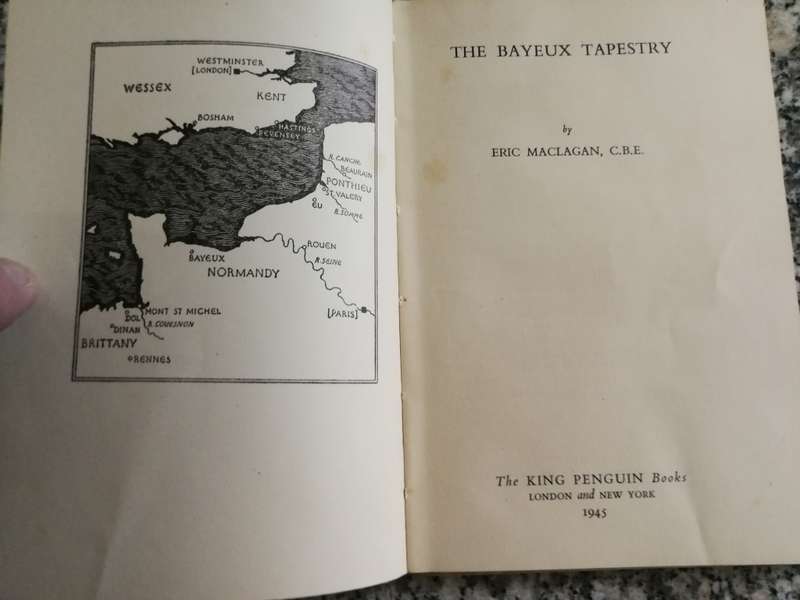 WESTMINSTER
[LONDON]
WESSEX
KENT
BOSHAM
HASTINGS
PEVENSEY
R. CANCHE
BEAURAIN
PONTHIEU
ST VALERY
EU
R. SOMME
ROUEN
BAYEUX
R. SEINE
NORMANDY
[PARIS]
MONT ST MICHEL
DOL
R. COUESNON
DINAN
BRITTANY
RENNES
THE BAYEUX TAPESTRY
by
ERIC MACLAGAN, C.B.E.
The KING PENGUIN Books
LONDON and NEW YORK
1945